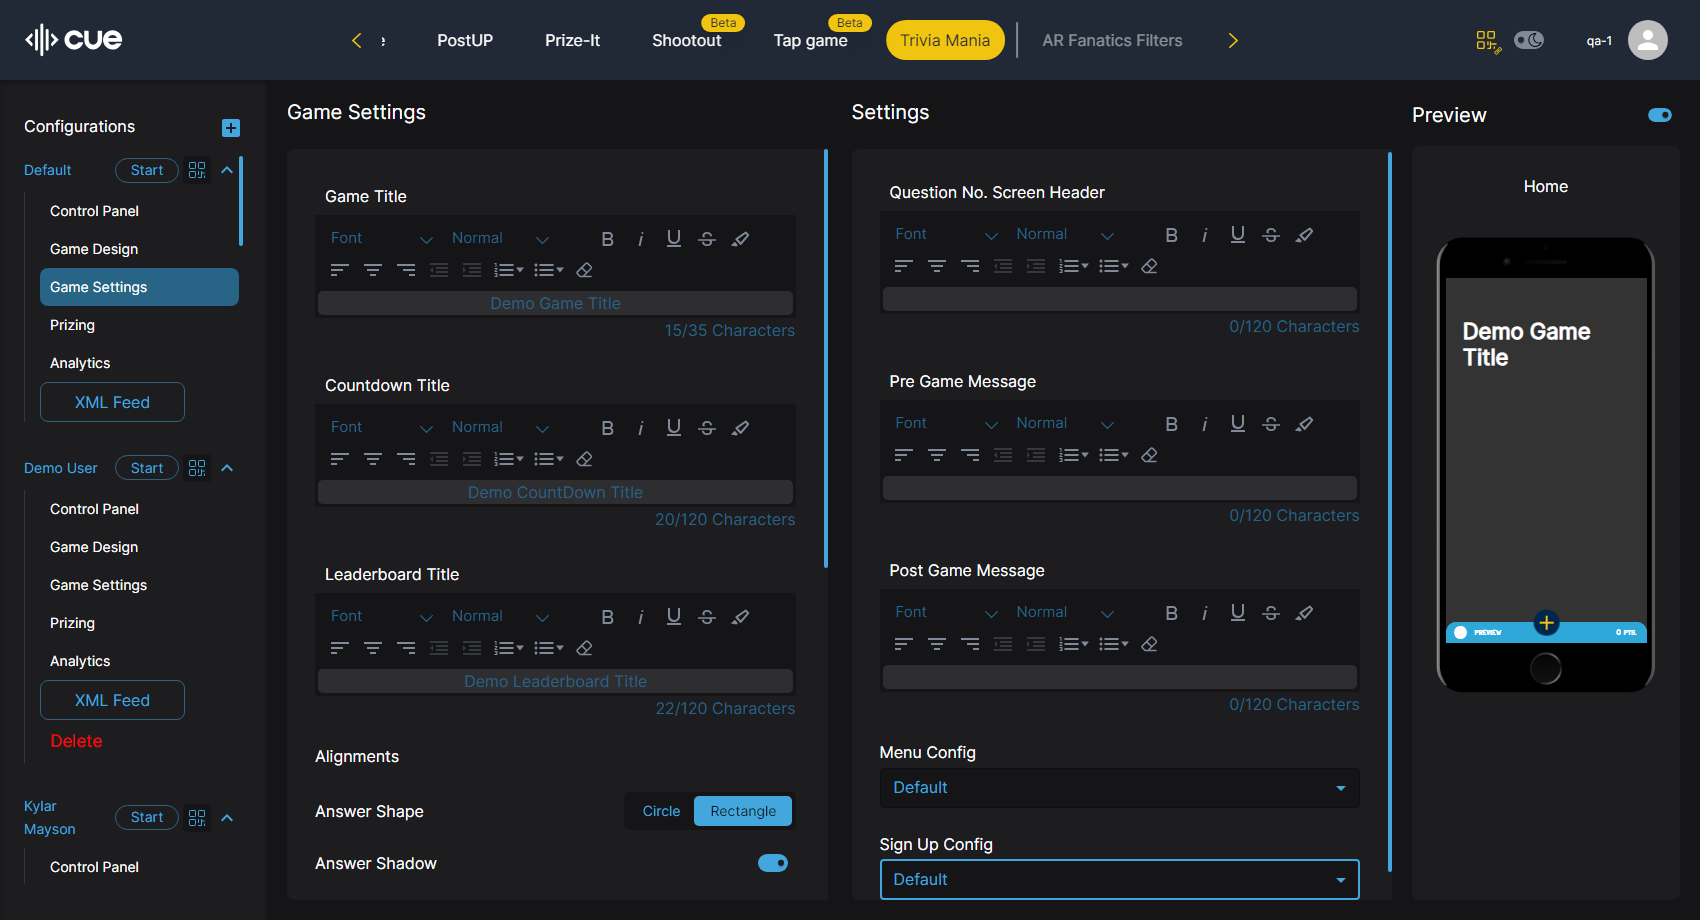 cue
PostUP
Prize-It
Shootout
Beta
Tap game
Beta
Trivia Mania
AR Fanatics Filters
qa-1
Configurations
Default
Start
Control Panel
Game Design
Game Settings
Prizing
Analytics
XML Feed
Demo User
Start
Control Panel
Game Design
Game Settings
Prizing
Analytics
XML Feed
Delete
Kylar
Mayson
Start
Control Panel
Game Settings
Game Title
Font Normal
Demo Game Title
15/35 Characters
Countdown Title
Font Normal
Demo CountDown Title
20/120 Characters
Leaderboard Title
Font Normal
Demo Leaderboard Title
22/120 Characters
Alignments
Answer Shape
Circle Rectangle
Answer Shadow
Settings
Question No. Screen Header
Font Normal
0/120 Characters
Pre Game Message
Font Normal
0/120 Characters
Post Game Message
Font Normal
0/120 Characters
Menu Config
Default
Sign Up Config
Default
Preview
Home
Demo Game
Title
PREVIEW
0 PTS.